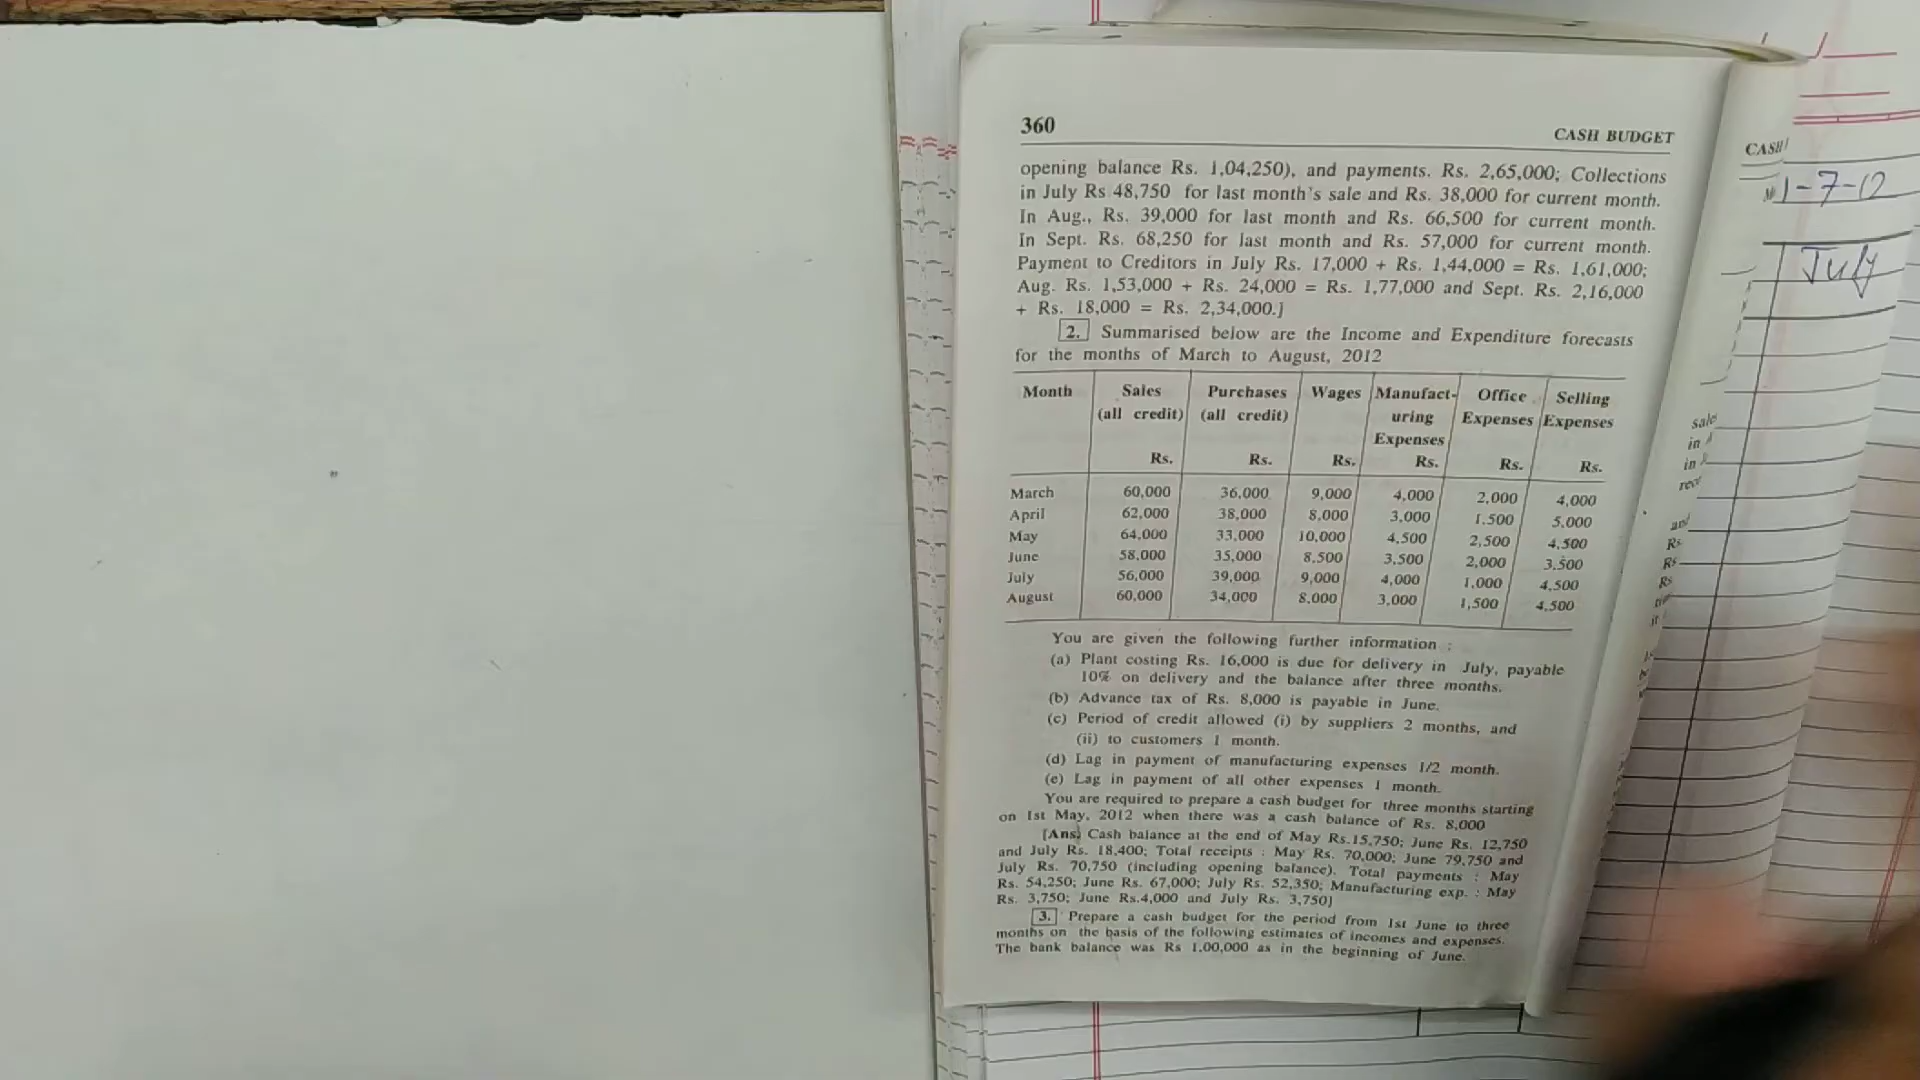 360
CASH BUDGET
opening balance Rs. 1,04,250), and payments. Rs. 2,65,000; Collections
in July Rs 48,750 for last month's sale and Rs. 38,000 for current month.
In Aug., Rs. 39,000 for last month and Rs. 66,500 for current month.
In Sept. Rs. 68,250 for last month and Rs. 57,000 for current month.
Payment to Creditors in July Rs. 17,000 + Rs. 1,44,000 = Rs. 1,61,000;
Aug. Rs. 1,53,000 + Rs. 24,000 = Rs. 1,77,000 and Sept. Rs. 2,16,000
+ Rs. 18,000 = Rs. 2,34,000.]
2. Summarised below are the Income and Expenditure forecasts
for the months of March to August, 2012
Month Sales Purchases Wages Manufact- Office Selling
(all credit) (all credit) uring Expenses Expenses
Expenses
Rs. Rs. Rs. Rs. Rs. Rs.
March 60,000 36,000 9,000 4,000 2,000 4,000
April 62,000 38,000 8,000 3,000 1.500 5.000
May 64,000 33,000 10,000 4,500 2,500 4,500
June 58,000 35,000 8,500 3,500 2,000 3,500
July 56,000 39,000 9,000 4,000 1,000 4,500
August 60,000 34,000 8,000 3,000 1,500 4,500
You are given the following further information :
(a) Plant costing Rs. 16,000 is due for delivery in July, payable
10% on delivery and the balance after three months.
(b) Advance tax of Rs. 8,000 is payable in June.
(c) Period of credit allowed (i) by suppliers 2 months, and
(ii) to customers 1 month.
(d) Lag in payment of manufacturing expenses 1/2 month.
(e) Lag in payment of all other expenses 1 month.
You are required to prepare a cash budget for three months starting
on 1st May, 2012 when there was a cash balance of Rs. 8,000
[Ans. Cash balance at the end of May Rs.15,750; June Rs. 12,750
and July Rs. 18,400; Total receipts : May Rs. 70,000; June 79,750 and
July Rs. 70,750 (including opening balance). Total payments : May
Rs. 54,250; June Rs. 67,000; July Rs. 52,350; Manufacturing exp. : May
Rs. 3,750; June Rs.4,000 and July Rs. 3,750]
3. Prepare a cash budget for the period from 1st June to three
months on the basis of the following estimates of incomes and expenses.
The bank balance was Rs 1,00,000 as in the beginning of June.
CASH
1-7-12
July
sales
in
in
and
Rs
Rs
Rs